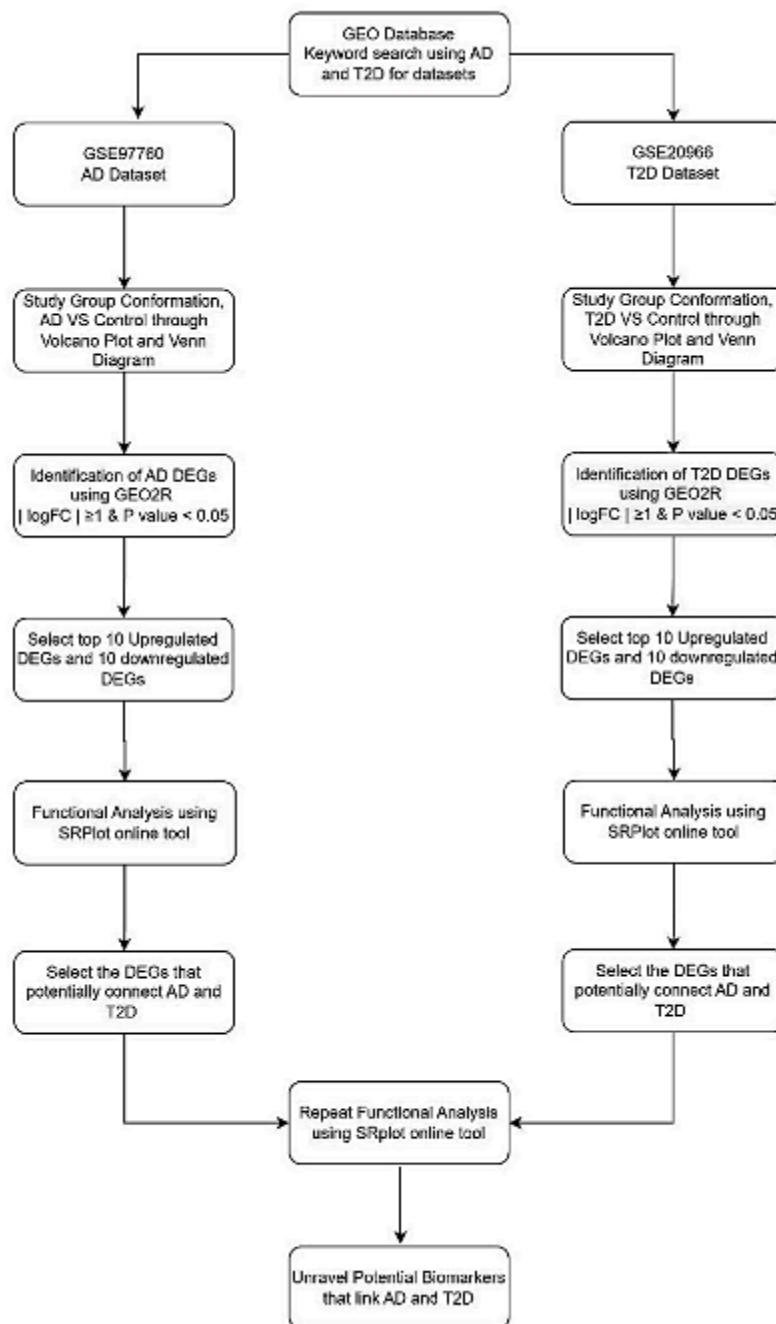 GEO Database
Keyword search using AD
and T2D for datasets
GSE97760
AD Dataset
GSE20966
T2D Dataset
Study Group Conformation,
AD VS Control through
Volcano Plot and Venn
Diagram
Study Group Conformation,
T2D VS Control through
Volcano Plot and Venn
Diagram
Identification of AD DEGs
using GEO2R
| logFC | ≥1 & P value < 0.05
Identification of T2D DEGs
using GEO2R
| logFC | ≥1 & P value < 0.05
Select top 10 Upregulated
DEGs and 10 downregulated
DEGs
Select top 10 Upregulated
DEGs and 10 downregulated
DEGs
Functional Analysis using
SRPlot online tool
Functional Analysis using
SRPlot online tool
Select the DEGs that
potentially connect AD and
T2D
Select the DEGs that
potentially connect AD and
T2D
Repeat Functional Analysis
using SRplot online tool
Unravel Potential Biomarkers
that link AD and T2D